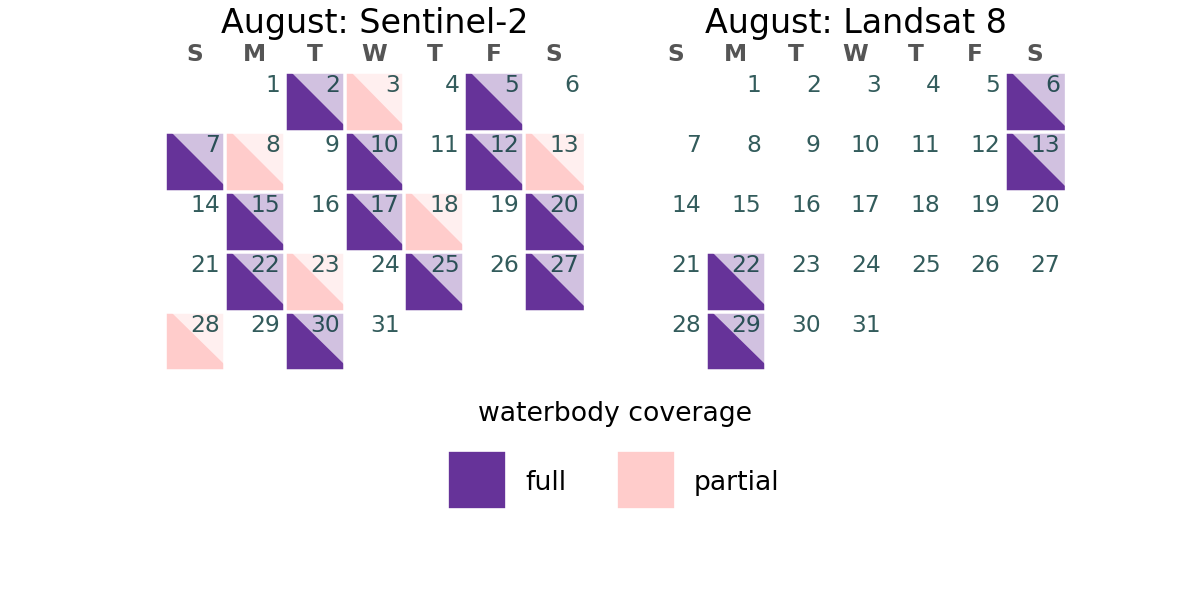 August: Sentinel-2
S M T W T F S
1 2 3 4 5 6
7 8 9 10 11 12 13
14 15 16 17 18 19 20
21 22 23 24 25 26 27
28 29 30 31
August: Landsat 8
S M T W T F S
1 2 3 4 5 6
7 8 9 10 11 12 13
14 15 16 17 18 19 20
21 22 23 24 25 26 27
28 29 30 31
waterbody coverage
full partial